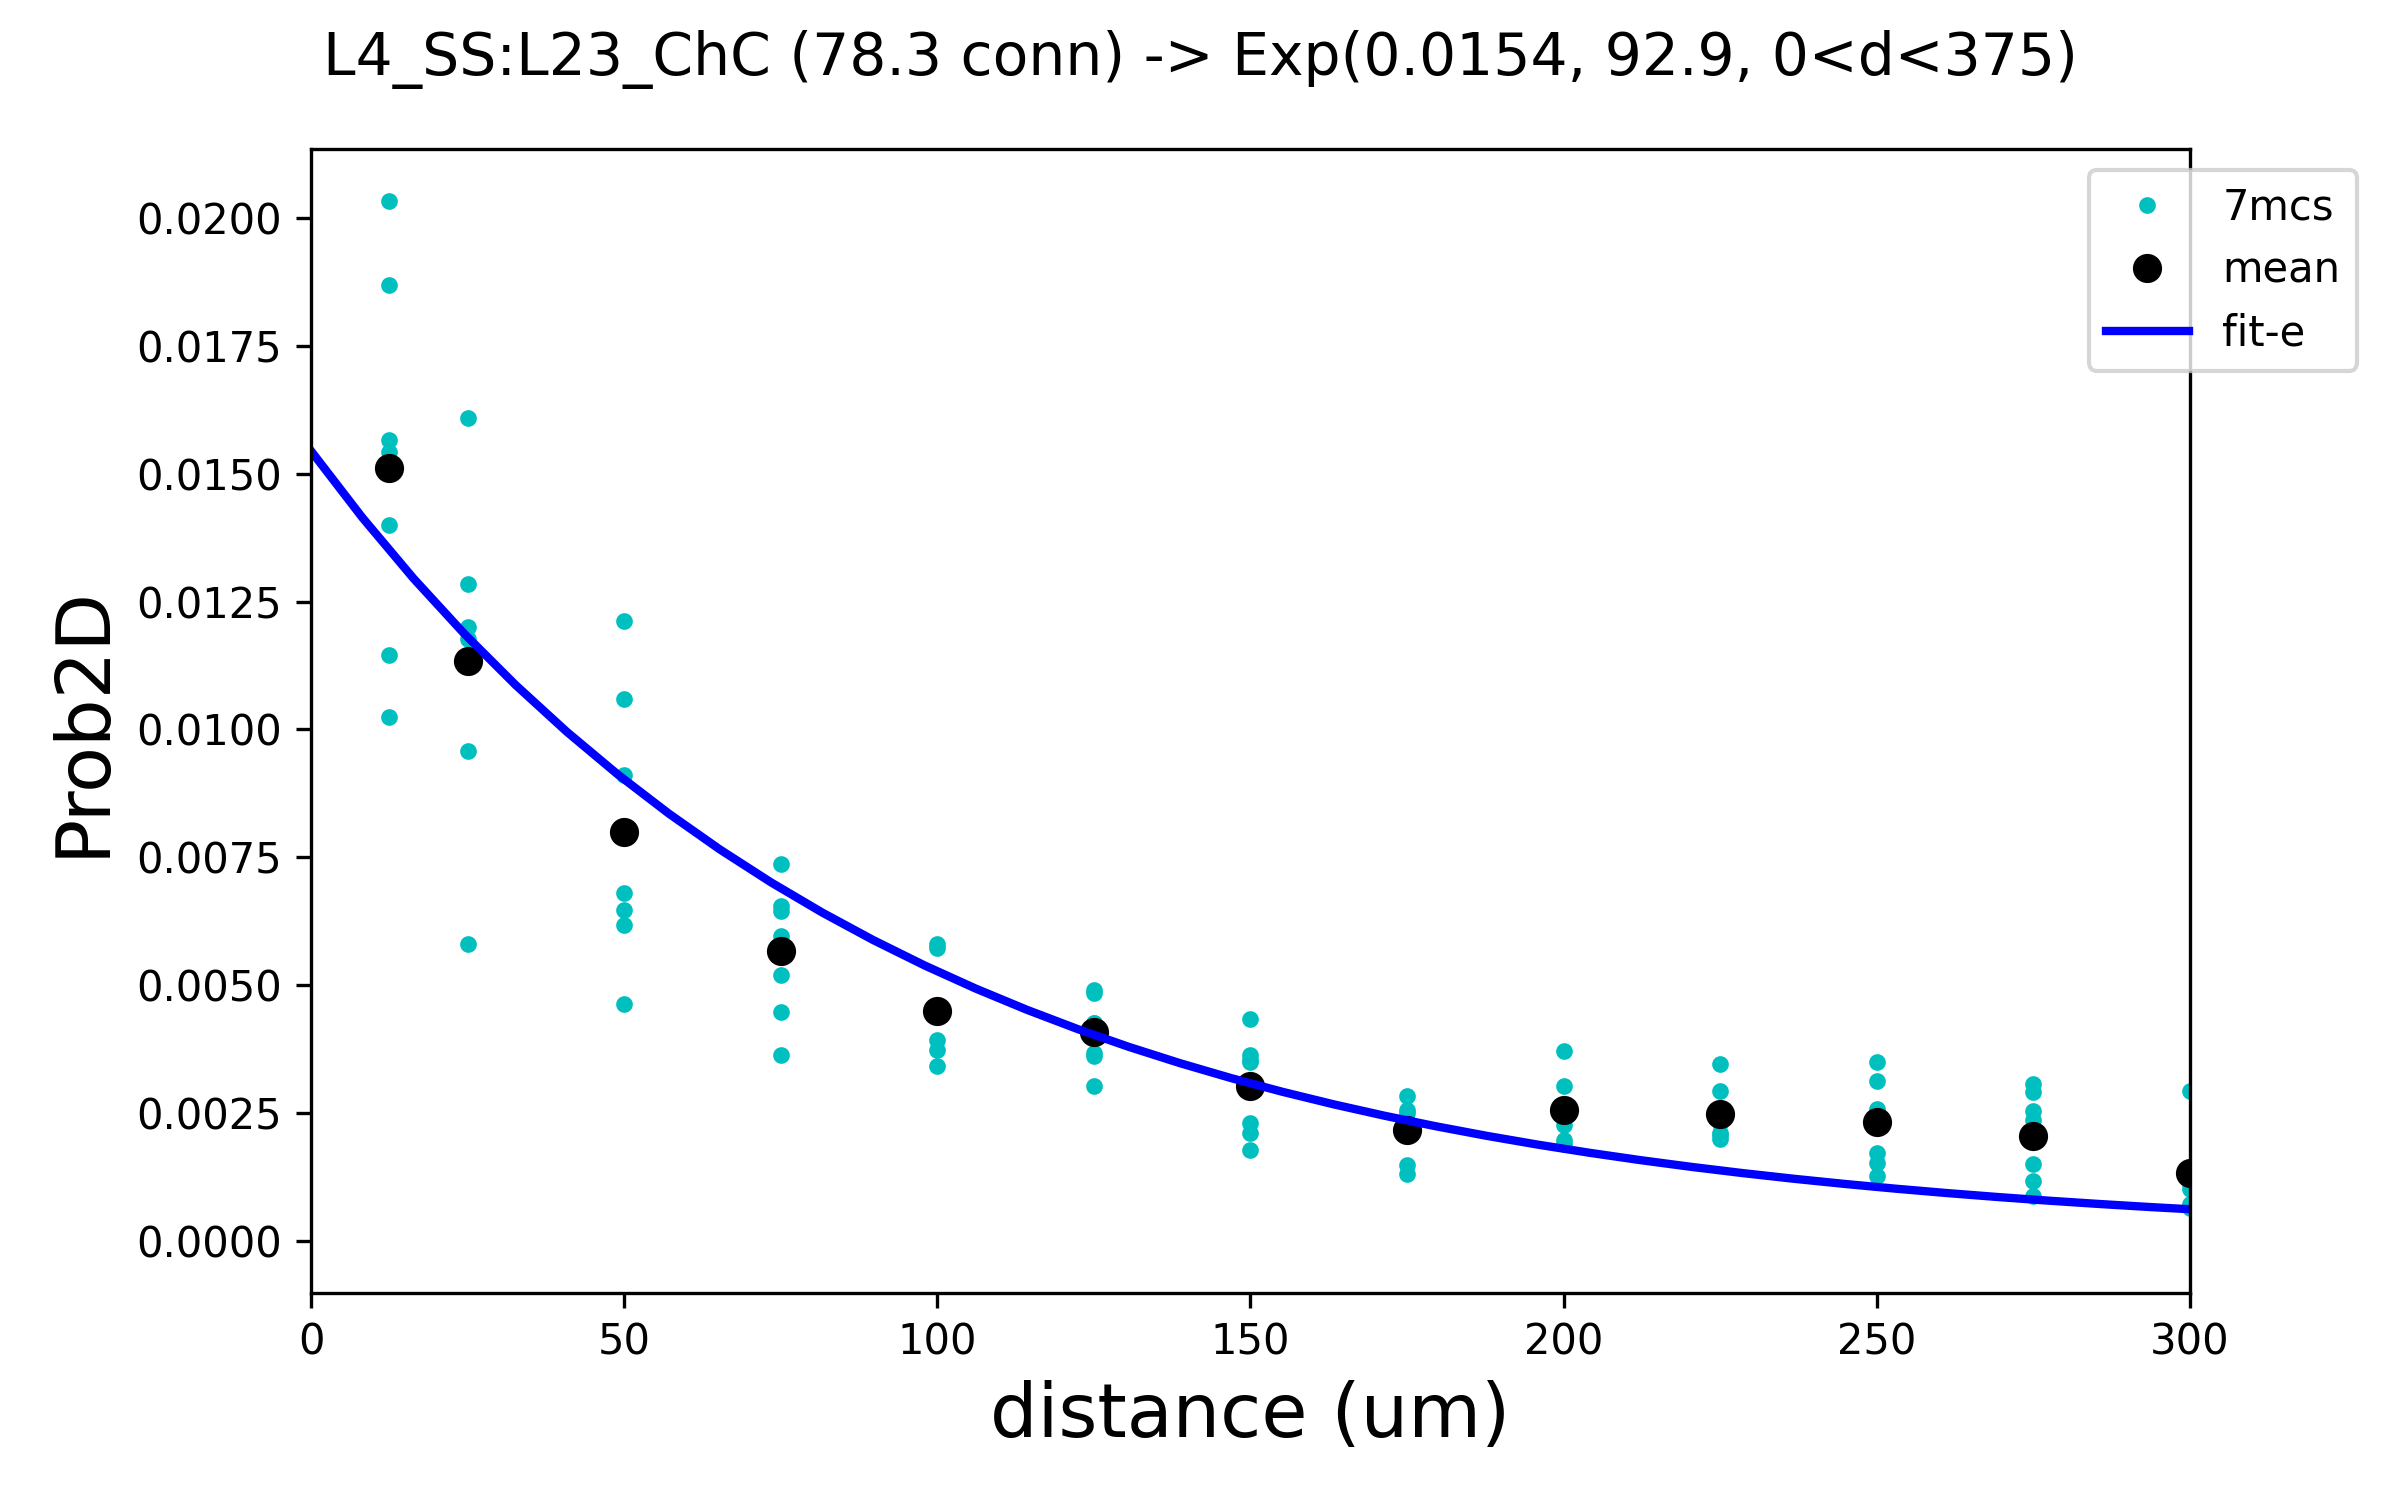 L4_SS:L23_ChC (78.3 conn) -> Exp(0.0154, 92.9, 0<d<375)
7mcs
mean
fit-e
Prob2D
0.0200
0.0175
0.0150
0.0125
0.0100
0.0075
0.0050
0.0025
0.0000
0 50 100 150 200 250 300
distance (um)